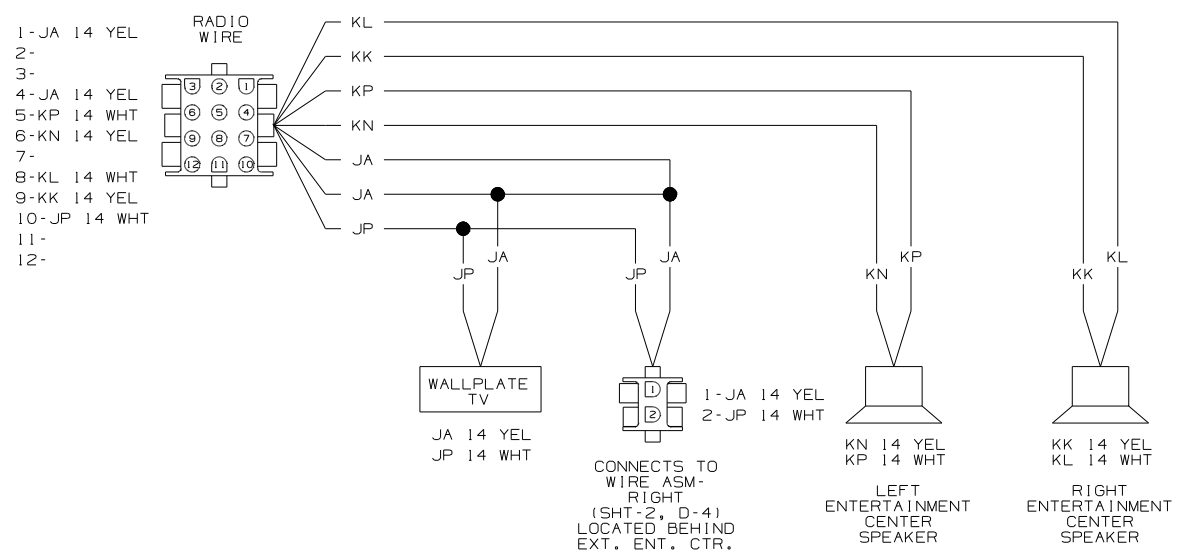 1-JA 14 YEL
2-
3-
4-JA 14 YEL
5-KP 14 WHT
6-KN 14 YEL
7-
8-KL 14 WHT
9-KK 14 YEL
10-JP 14 WHT
11-
12-
RADIO
WIRE
3 2 1
6 5 4
9 8 7
12 11 10
KL
KK
KP
KN
JA
JA
JP
JP
JA
JP
JA
KN
KP
KK
KL
WALLPLATE
TV
JA 14 YEL
JP 14 WHT
1
2
1-JA 14 YEL
2-JP 14 WHT
CONNECTS TO
WIRE ASM-
RIGHT
(SHT-2, D-4)
LOCATED BEHIND
EXT. ENT. CTR.
KN 14 YEL
KP 14 WHT
LEFT
ENTERTAINMENT
CENTER
SPEAKER
KK 14 YEL
KL 14 WHT
RIGHT
ENTERTAINMENT
CENTER
SPEAKER